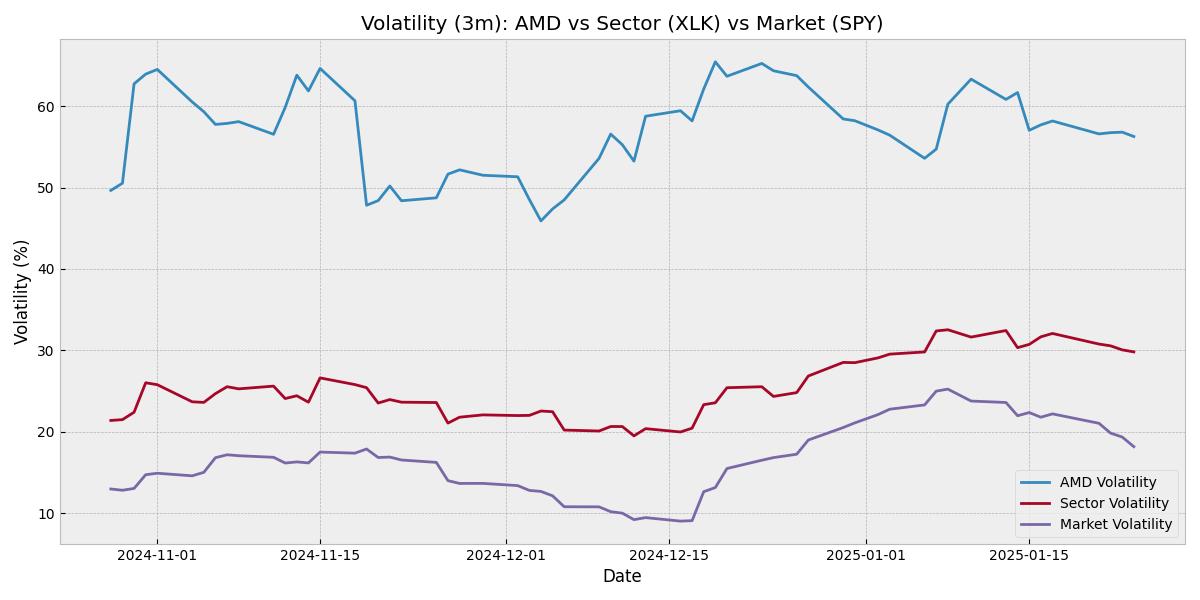 Volatility (3m): AMD vs Sector (XLK) vs Market (SPY)
Volatility (%)
60
50
40
30
20
10
AMD Volatility
Sector Volatility
Market Volatility
2024-11-01
2024-11-15
2024-12-01
2024-12-15
2025-01-01
2025-01-15
Date